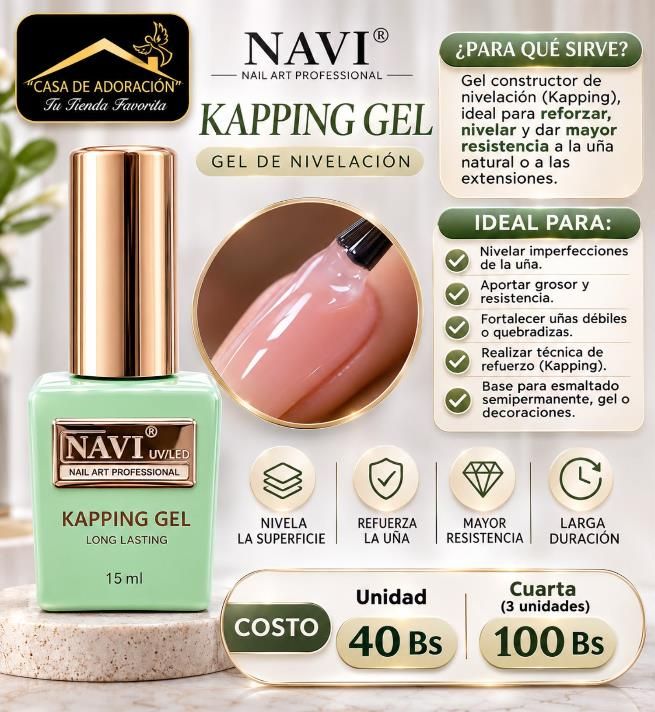 "CASA DE ADORACIÓN"
Tu Tienda Favorita
NAVI®
NAIL ART PROFESSIONAL
KAPPING GEL
GEL DE NIVELACIÓN
¿PARA QUÉ SIRVE?
Gel constructor de
nivelación (Kapping),
ideal para reforzar,
nivelar y dar mayor
resistencia a la uña
natural o a las
extensiones.
IDEAL PARA:
Nivelar imperfecciones
de la uña.
Aportar grosor y
resistencia.
Fortalecer uñas débiles
o quebradizas.
Realizar técnica de
refuerzo (Kapping).
Base para esmaltado
semipermanente, gel o
decoraciones.
NAVI® UV/LED
NAIL ART PROFESSIONAL
KAPPING GEL
LONG LASTING
15 ml
NIVELA
LA SUPERFICIE
REFUERZA
LA UÑA
MAYOR
RESISTENCIA
LARGA
DURACIÓN
COSTO
Unidad
40 Bs
Cuarta
(3 unidades)
100 Bs